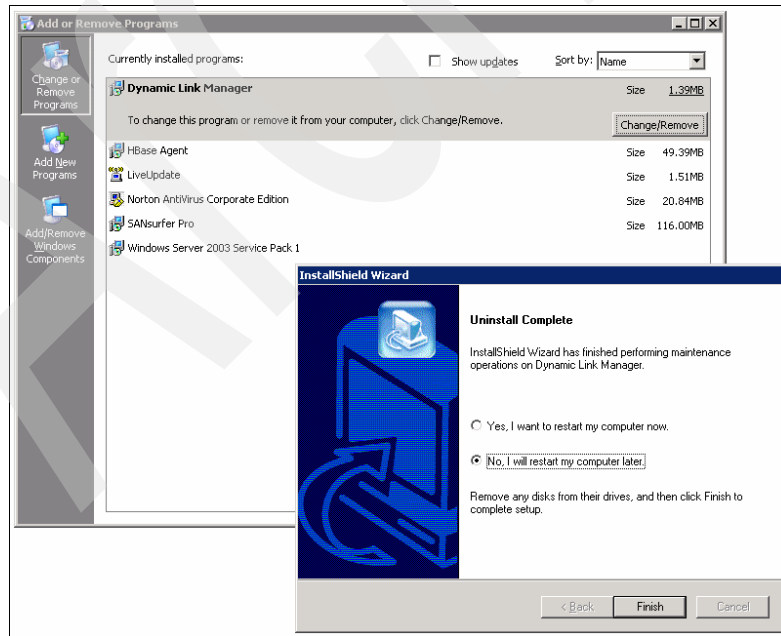 Add or Remove Programs
Change or
Remove
Programs
Add New
Programs
Add/Remove
Windows
Components
Currently installed programs:
Show updates
Sort by: Name
Dynamic Link Manager
Size 1.39MB
To change this program or remove it from your computer, click Change/Remove.
Change/Remove
HBase Agent Size 49.39MB
LiveUpdate Size 1.51MB
Norton AntiVirus Corporate Edition Size 20.84MB
SANsurfer Pro Size 116.00MB
Windows Server 2003 Service Pack 1
InstallShield Wizard
Uninstall Complete
InstallShield Wizard has finished performing maintenance
operations on Dynamic Link Manager.
Yes, I want to restart my computer now.
No, I will restart my computer later.
Remove any disks from their drives, and then click Finish to
complete setup.
< Back Finish Cancel